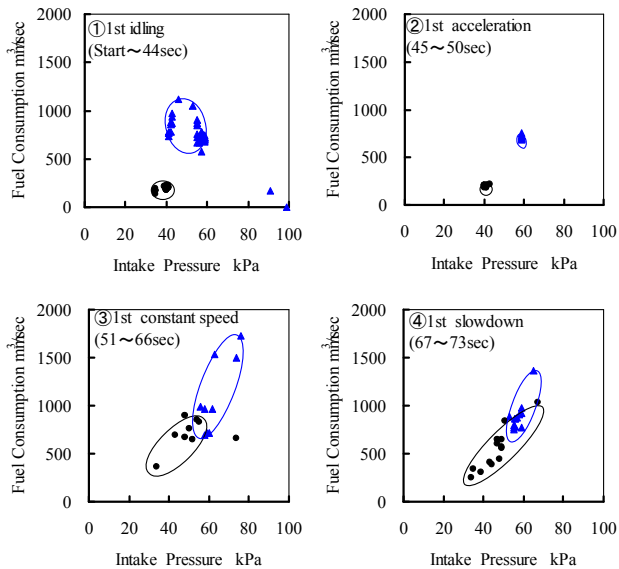 ①1st idling
(Start～44sec)
Fuel Consumption mm³/sec
2000
1500
1000
500
0
0 20 40 60 80 100
Intake Pressure kPa
②1st acceleration
(45～50sec)
Fuel Consumption mm³/sec
2000
1500
1000
500
0
0 20 40 60 80 100
Intake Pressure kPa
③1st constant speed
(51～66sec)
Fuel Consumption mm³/sec
2000
1500
1000
500
0
0 20 40 60 80 100
Intake Pressure kPa
④1st slowdown
(67～73sec)
Fuel Consumption mm³/sec
2000
1500
1000
500
0
0 20 40 60 80 100
Intake Pressure kPa